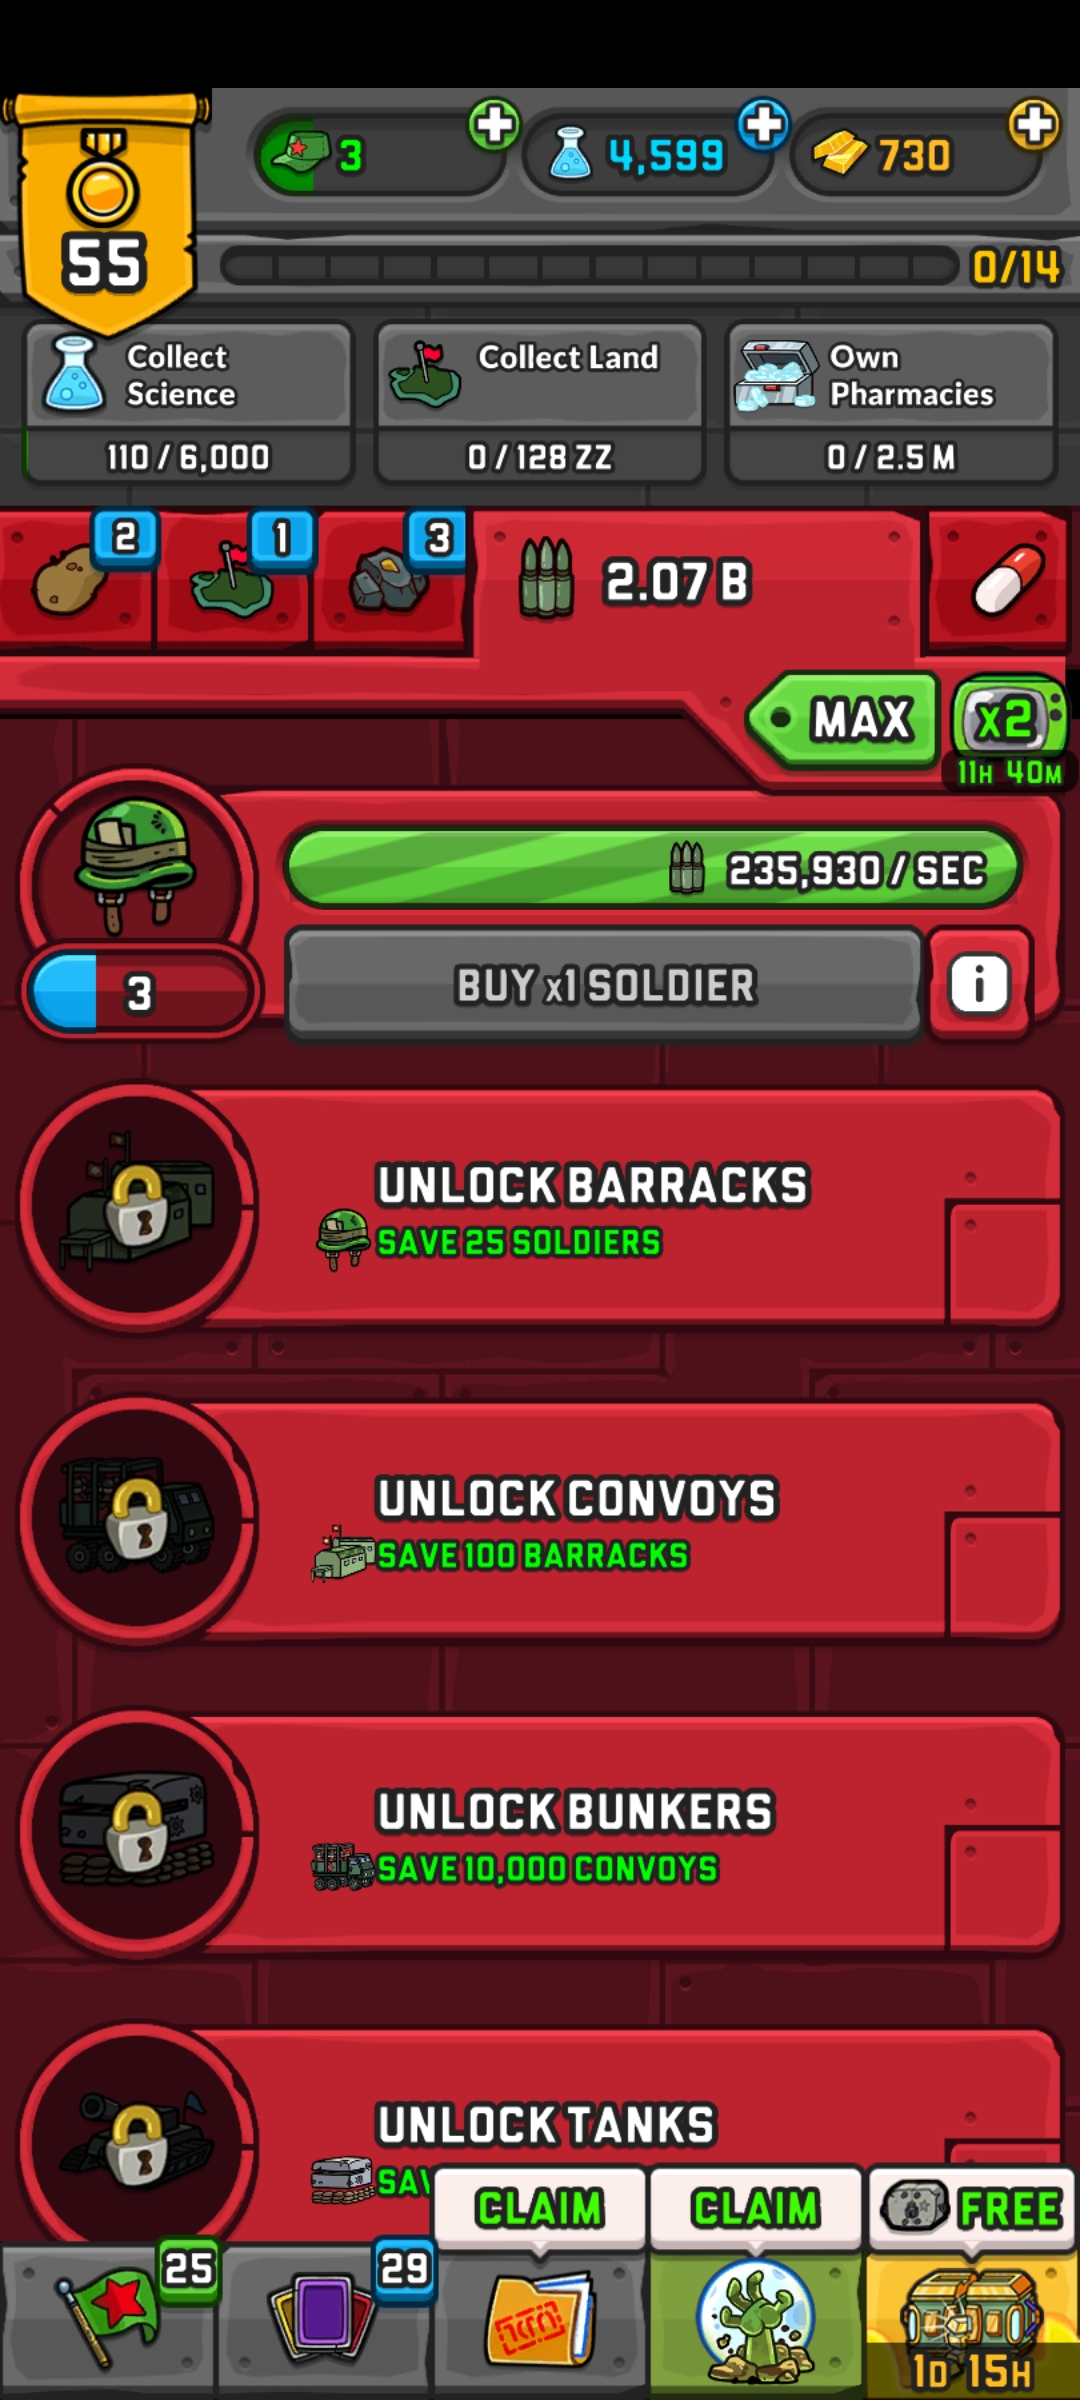 55
3
4,599
730
0/14
Collect
Science
110 / 6,000
Collect Land
0 / 128 ZZ
Own
Pharmacies
0 / 2.5 M
2
1
3
2.07 B
MAX
x2
11H 40M
235,930 / SEC
3
BUY x1 SOLDIER
i
UNLOCK BARRACKS
SAVE 25 SOLDIERS
UNLOCK CONVOYS
SAVE 100 BARRACKS
UNLOCK BUNKERS
SAVE 10,000 CONVOYS
UNLOCK TANKS
CLAIM
CLAIM
FREE
25
29
1D 15H